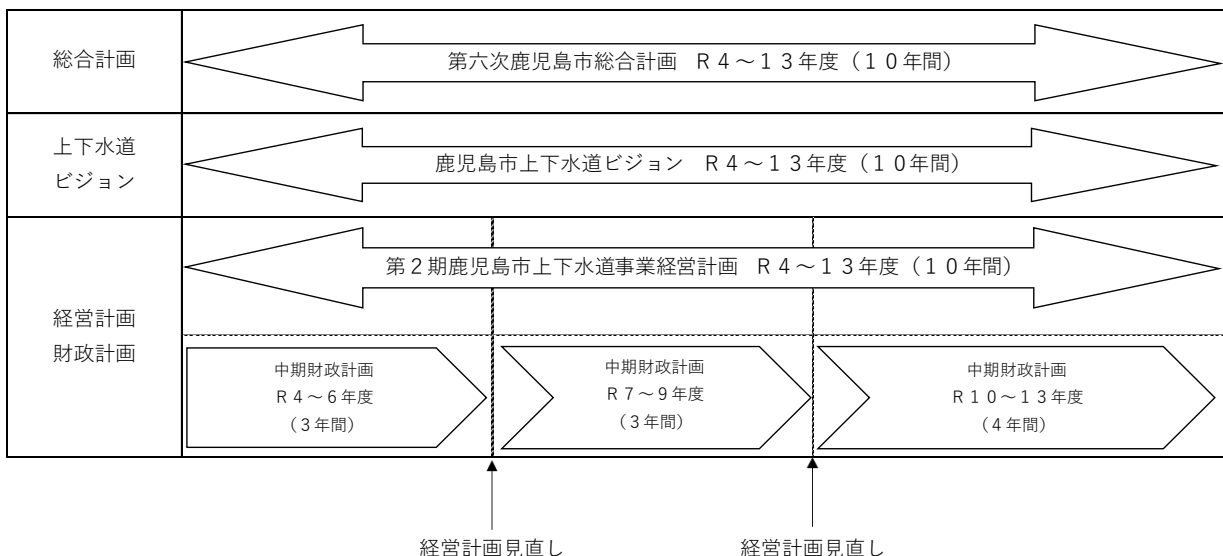 総合計画
第六次鹿児島市総合計画 Ｒ４～１３年度（１０年間）
上下水道
ビジョン
鹿児島市上下水道ビジョン Ｒ４～１３年度（１０年間）
経営計画
財政計画
第２期鹿児島市上下水道事業経営計画 Ｒ４～１３年度（１０年間）
中期財政計画
Ｒ４～６年度
（３年間）
中期財政計画
Ｒ７～９年度
（３年間）
中期財政計画
Ｒ１０～１３年度
（４年間）
経営計画見直し
経営計画見直し